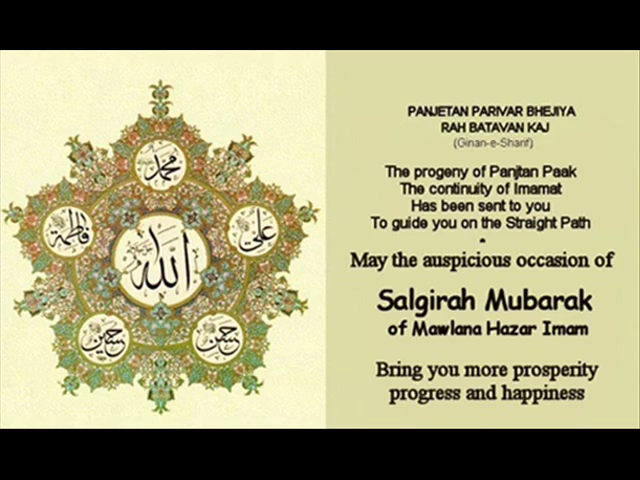 محمد
فاطمة
علي
الله
حسين
حسن
PANJETAN PARIVAR BHEJIYA
RAH BATAVAN KAJ
(Ginan-e-Sharif)
The progeny of Panjtan Paak
The continuity of Imamat
Has been sent to you
To guide you on the Straight Path
May the auspicious occasion of
Salgirah Mubarak
of Mawlana Hazar Imam
Bring you more prosperity
progress and happiness